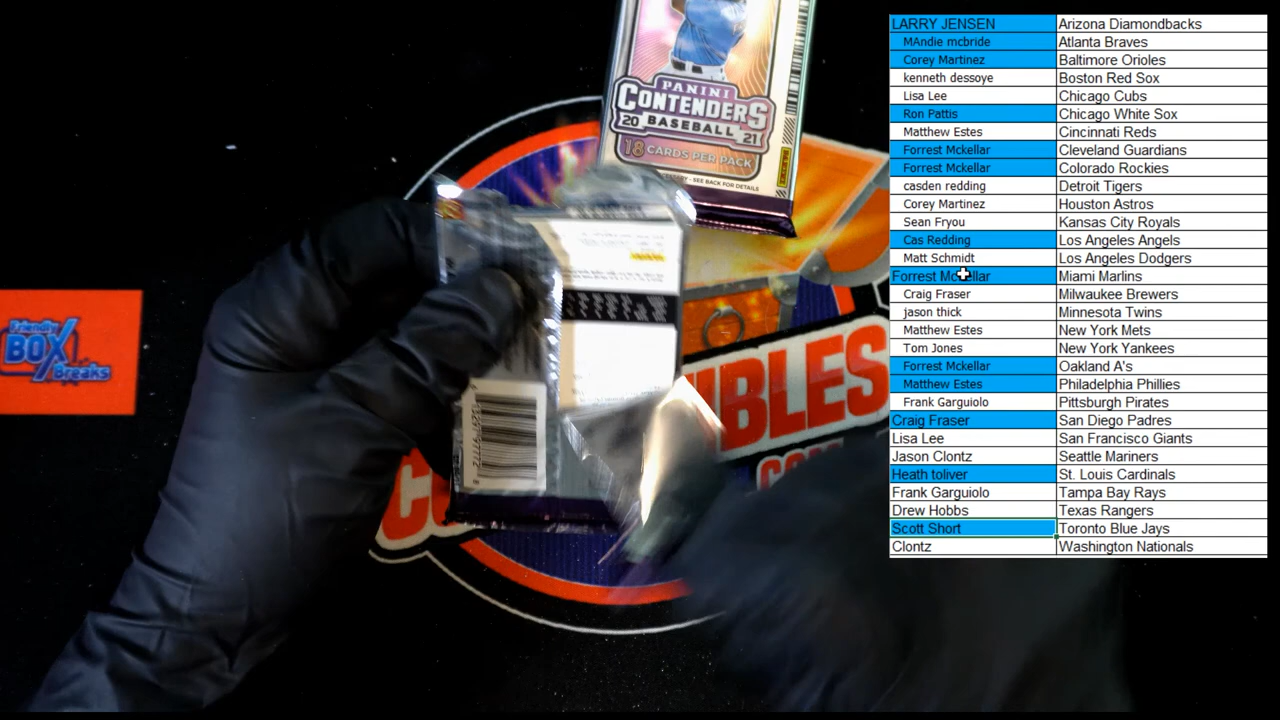 PANINI
CONTENDERS
20 BASEBALL 21
18 CARDS PER PACK
SEE BACK FOR DETAILS
Friendly
BOX
Breaks
IBLES
CO
LARRY JENSEN Arizona Diamondbacks
MAndie mcbride Atlanta Braves
Corey Martinez Baltimore Orioles
kenneth dessoye Boston Red Sox
Lisa Lee Chicago Cubs
Ron Pattis Chicago White Sox
Matthew Estes Cincinnati Reds
Forrest Mckellar Cleveland Guardians
Forrest Mckellar Colorado Rockies
casden redding Detroit Tigers
Corey Martinez Houston Astros
Sean Fryou Kansas City Royals
Cas Redding Los Angeles Angels
Matt Schmidt Los Angeles Dodgers
Forrest Mckellar Miami Marlins
Craig Fraser Milwaukee Brewers
jason thick Minnesota Twins
Matthew Estes New York Mets
Tom Jones New York Yankees
Forrest Mckellar Oakland A's
Matthew Estes Philadelphia Phillies
Frank Garguiolo Pittsburgh Pirates
Craig Fraser San Diego Padres
Lisa Lee San Francisco Giants
Jason Clontz Seattle Mariners
Heath toliver St. Louis Cardinals
Frank Garguiolo Tampa Bay Rays
Drew Hobbs Texas Rangers
Scott Short Toronto Blue Jays
Clontz Washington Nationals